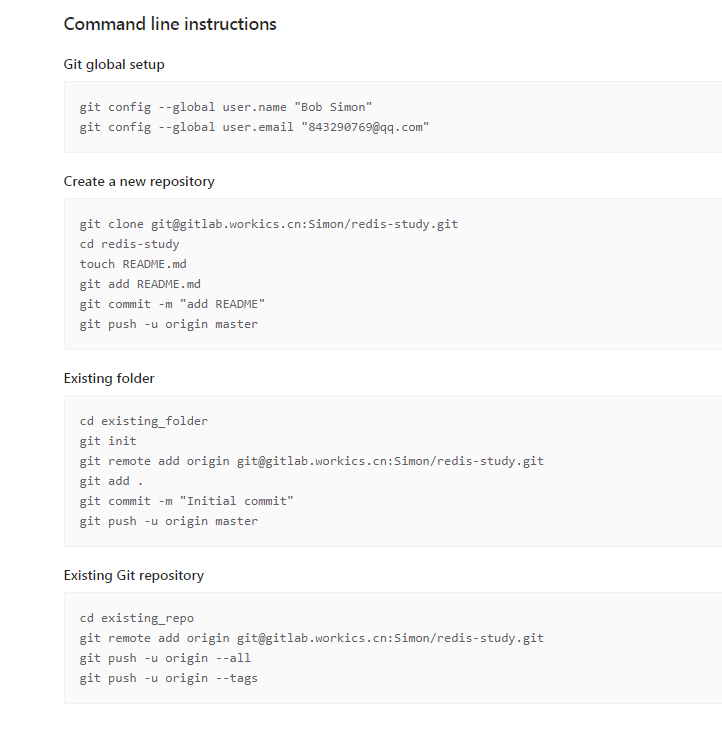 Command line instructions
Git global setup
git config --global user.name "Bob Simon"
git config --global user.email "843290769@qq.com"
Create a new repository
git clone git@gitlab.workics.cn:Simon/redis-study.git
cd redis-study
touch README.md
git add README.md
git commit -m "add README"
git push -u origin master
Existing folder
cd existing_folder
git init
git remote add origin git@gitlab.workics.cn:Simon/redis-study.git
git add .
git commit -m "Initial commit"
git push -u origin master
Existing Git repository
cd existing_repo
git remote add origin git@gitlab.workics.cn:Simon/redis-study.git
git push -u origin --all
git push -u origin --tags